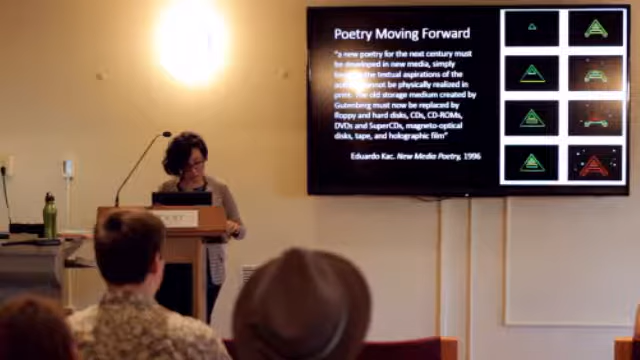 Poetry Moving Forward
"a new poetry for the next century must
be developed in new media, simply
the textual aspirations of the
cannot be physically realized in
print. The old storage medium created by
Gutenberg must now be replaced by
floppy and hard disks, CDs, CD-ROMs,
DVDs and SuperCDs, magneto-optical
disks, tape, and holographic film"
Eduardo Kac. New Media Poetry, 1996